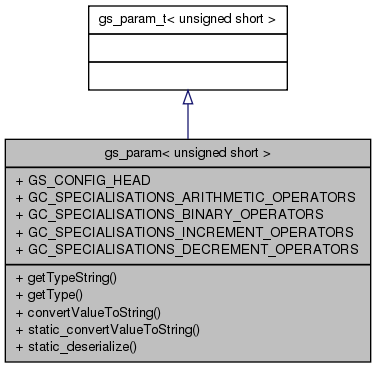 gs_param_t< unsigned short >
gs_param< unsigned short >
+ GS_CONFIG_HEAD
+ GC_SPECIALISATIONS_ARITHMETIC_OPERATORS
+ GC_SPECIALISATIONS_BINARY_OPERATORS
+ GC_SPECIALISATIONS_INCREMENT_OPERATORS
+ GC_SPECIALISATIONS_DECREMENT_OPERATORS
+ getTypeString()
+ getType()
+ convertValueToString()
+ static_convertValueToString()
+ static_deserialize()